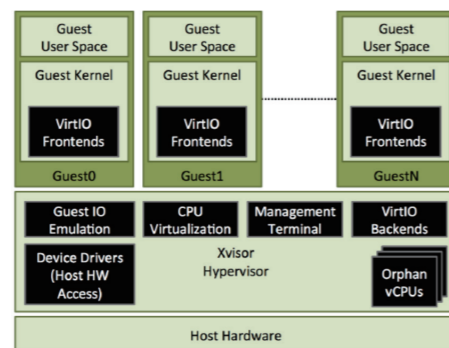 Guest
User Space
Guest Kernel
VirtIO
Frontends
Guest0
Guest
User Space
Guest Kernel
VirtIO
Frontends
Guest1
Guest
User Space
Guest Kernel
VirtIO
Frontends
GuestN
Guest IO
Emulation
CPU
Virtualization
Management
Terminal
VirtIO
Backends
Device Drivers
(Host HW
Access)
Xvisor
Hypervisor
Orphan
vCPUs
Host Hardware